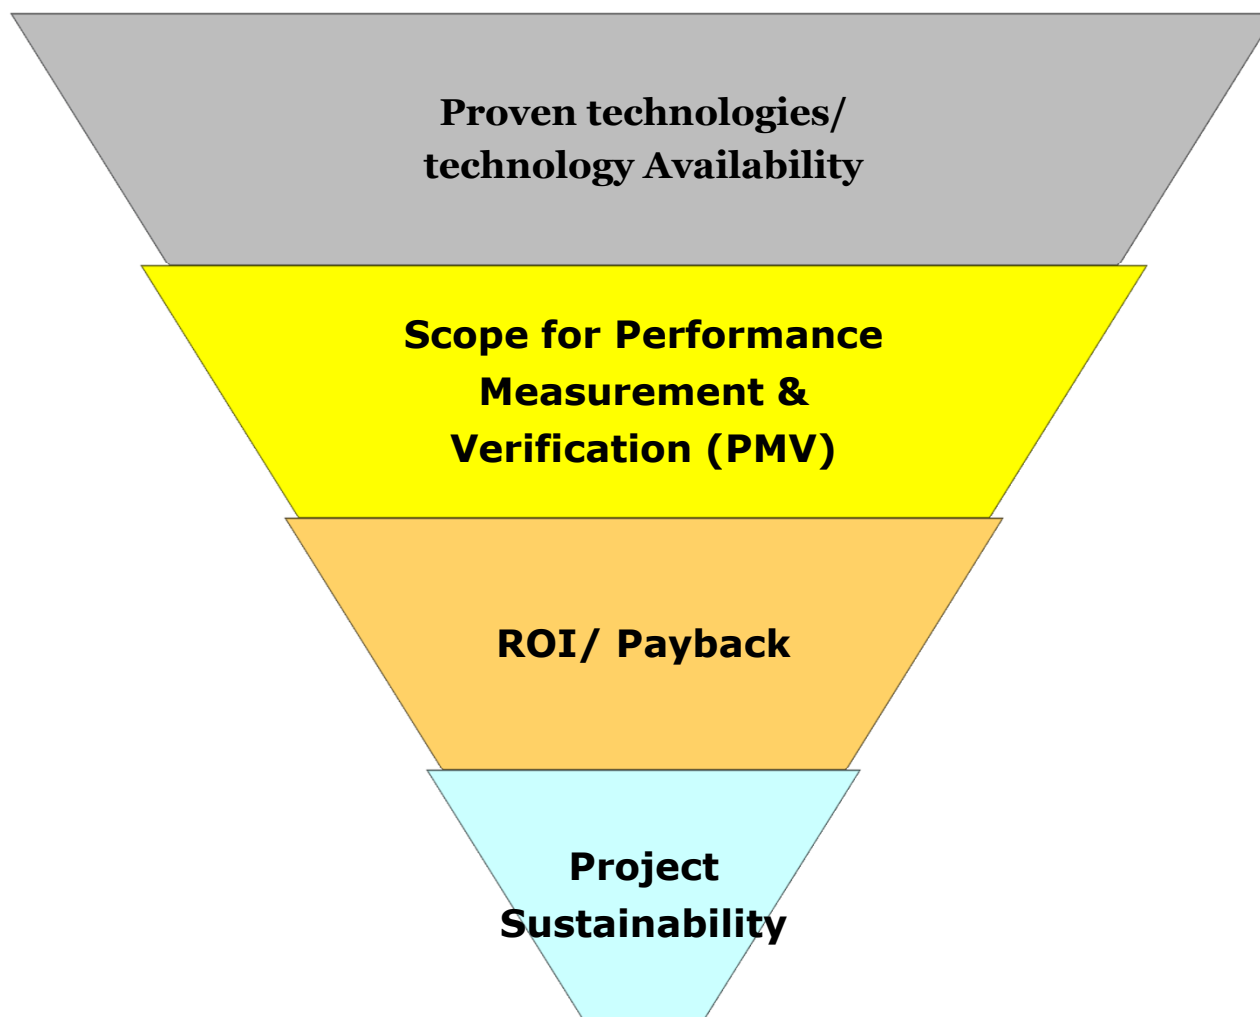 Proven technologies/
technology Availability
Scope for Performance
Measurement &
Verification (PMV)
ROI/ Payback
Project
Sustainability